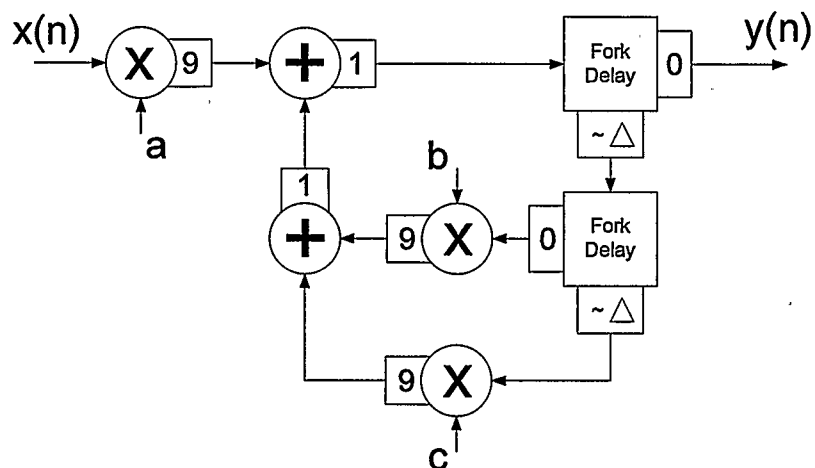 x(n)
X
9
+
1
Fork
Delay
0
y(n)
~ △
a
1
+
b
9
X
0
Fork
Delay
~ △
9
X
c